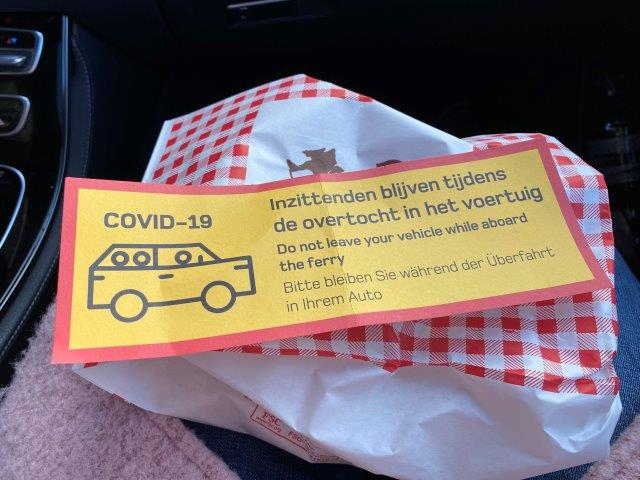 COVID-19
Inzittenden blijven tijdens
de overtocht in het voertuig
Do not leave your vehicle while aboard
the ferry
Bitte bleiben Sie während der Überfahrt
in Ihrem Auto
FSC